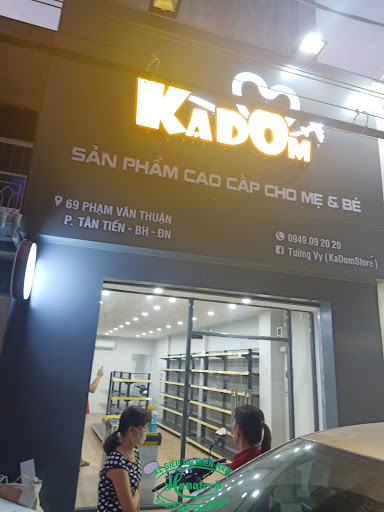 KADOM
SẢN PHẨM CAO CẤP CHO MẸ & BÉ
69 PHẠM VĂN THUẬN
P. TÂN TIẾN - BH - ĐN
0949.09 20 20
Tường Vy ( KaDomStore )